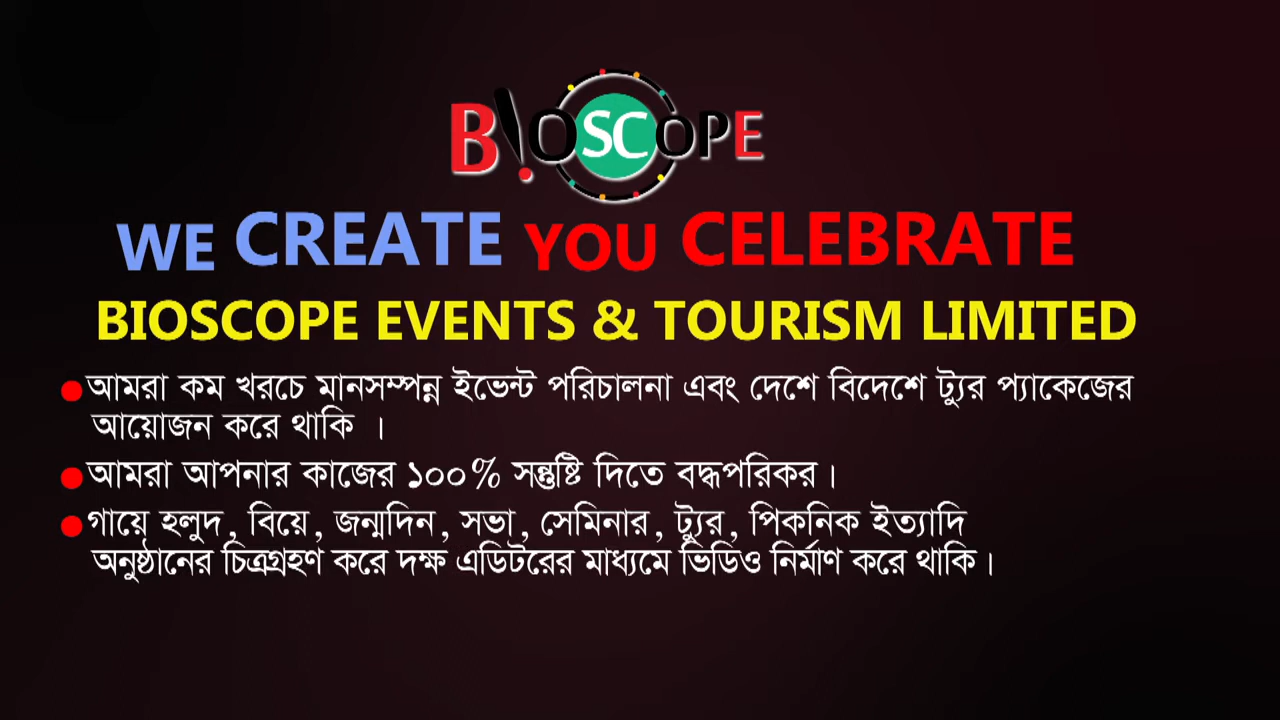 BIOSCOPE
WE CREATE YOU CELEBRATE
BIOSCOPE EVENTS & TOURISM LIMITED
আমরা কম খরচে মানসম্পন্ন ইভেন্ট পরিচালনা এবং দেশে বিদেশে ট্যুর প্যাকেজের
আয়োজন করে থাকি ।
আমরা আপনার কাজের ১০০% সন্তুষ্টি দিতে বদ্ধপরিকর।
গায়ে হলুদ, বিয়ে, জন্মদিন, সভা, সেমিনার, ট্যুর, পিকনিক ইত্যাদি
অনুষ্ঠানের চিত্রগ্রহণ করে দক্ষ এডিটরের মাধ্যমে ভিডিও নির্মাণ করে থাকি।